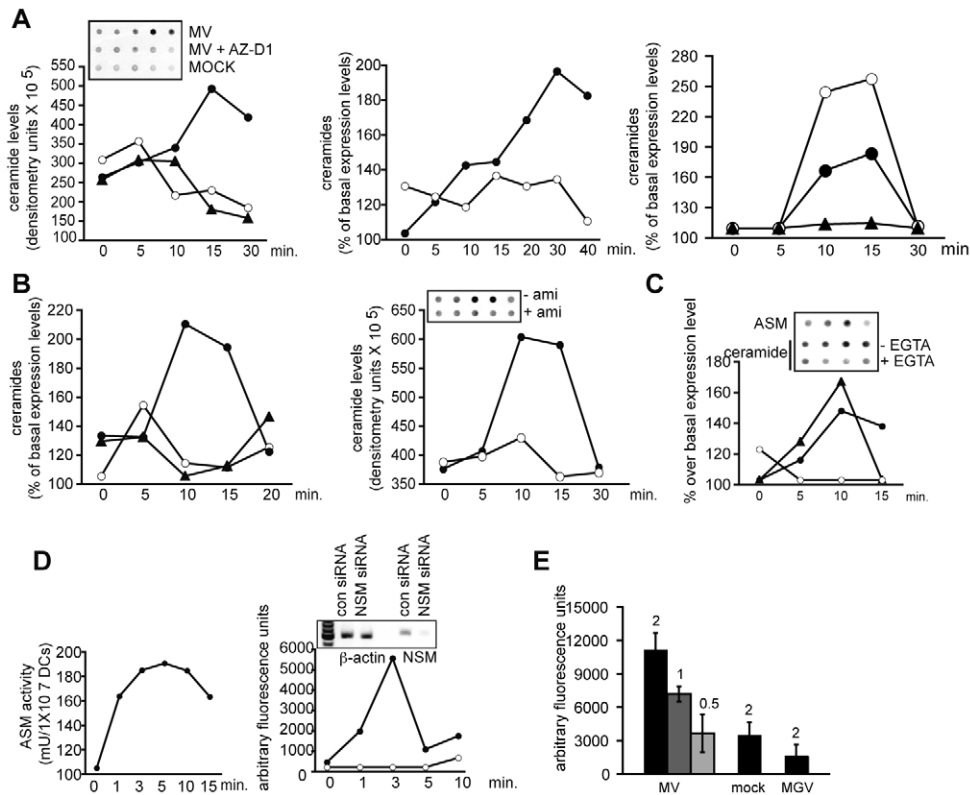 A
MV
MV + AZ-D1
MOCK
ceramide levels
(densitometry units X 10 5)
550
500
450
400
350
300
250
200
150
100
0 5 10 15 30 min.
creramides
(% of basal expression levels)
200
180
160
140
120
100
0 5 10 15 20 30 40 min.
creramides
(% of basal expression levels)
280
250
220
190
160
130
100
0 5 10 15 30 min
B
creramides
(% of basal expression levels)
220
200
180
160
140
120
100
0 5 10 15 20 min.
- ami
+ ami
ceramide levels
(densitometry units X 10 5)
650
600
550
500
450
400
350
0 5 10 15 30 min.
C
ASM
ceramide
- EGTA
+ EGTA
% over basal expression level
180
160
140
120
100
0 5 10 15 min.
D
ASM activity
(mU/1X10 7 DCs)
200
180
160
140
120
100
0 1 3 5 10 15 min.
con siRNA
NSM siRNA
con siRNA
NSM siRNA
β-actin NSM
arbitrary fluorescence units
6000
5000
4000
3000
2000
1000
0
0 1 3 5 10 min.
E
arbitrary fluorescence units
15000
12000
9000
6000
3000
0
2
1
0.5
2
2
MV mock MGV